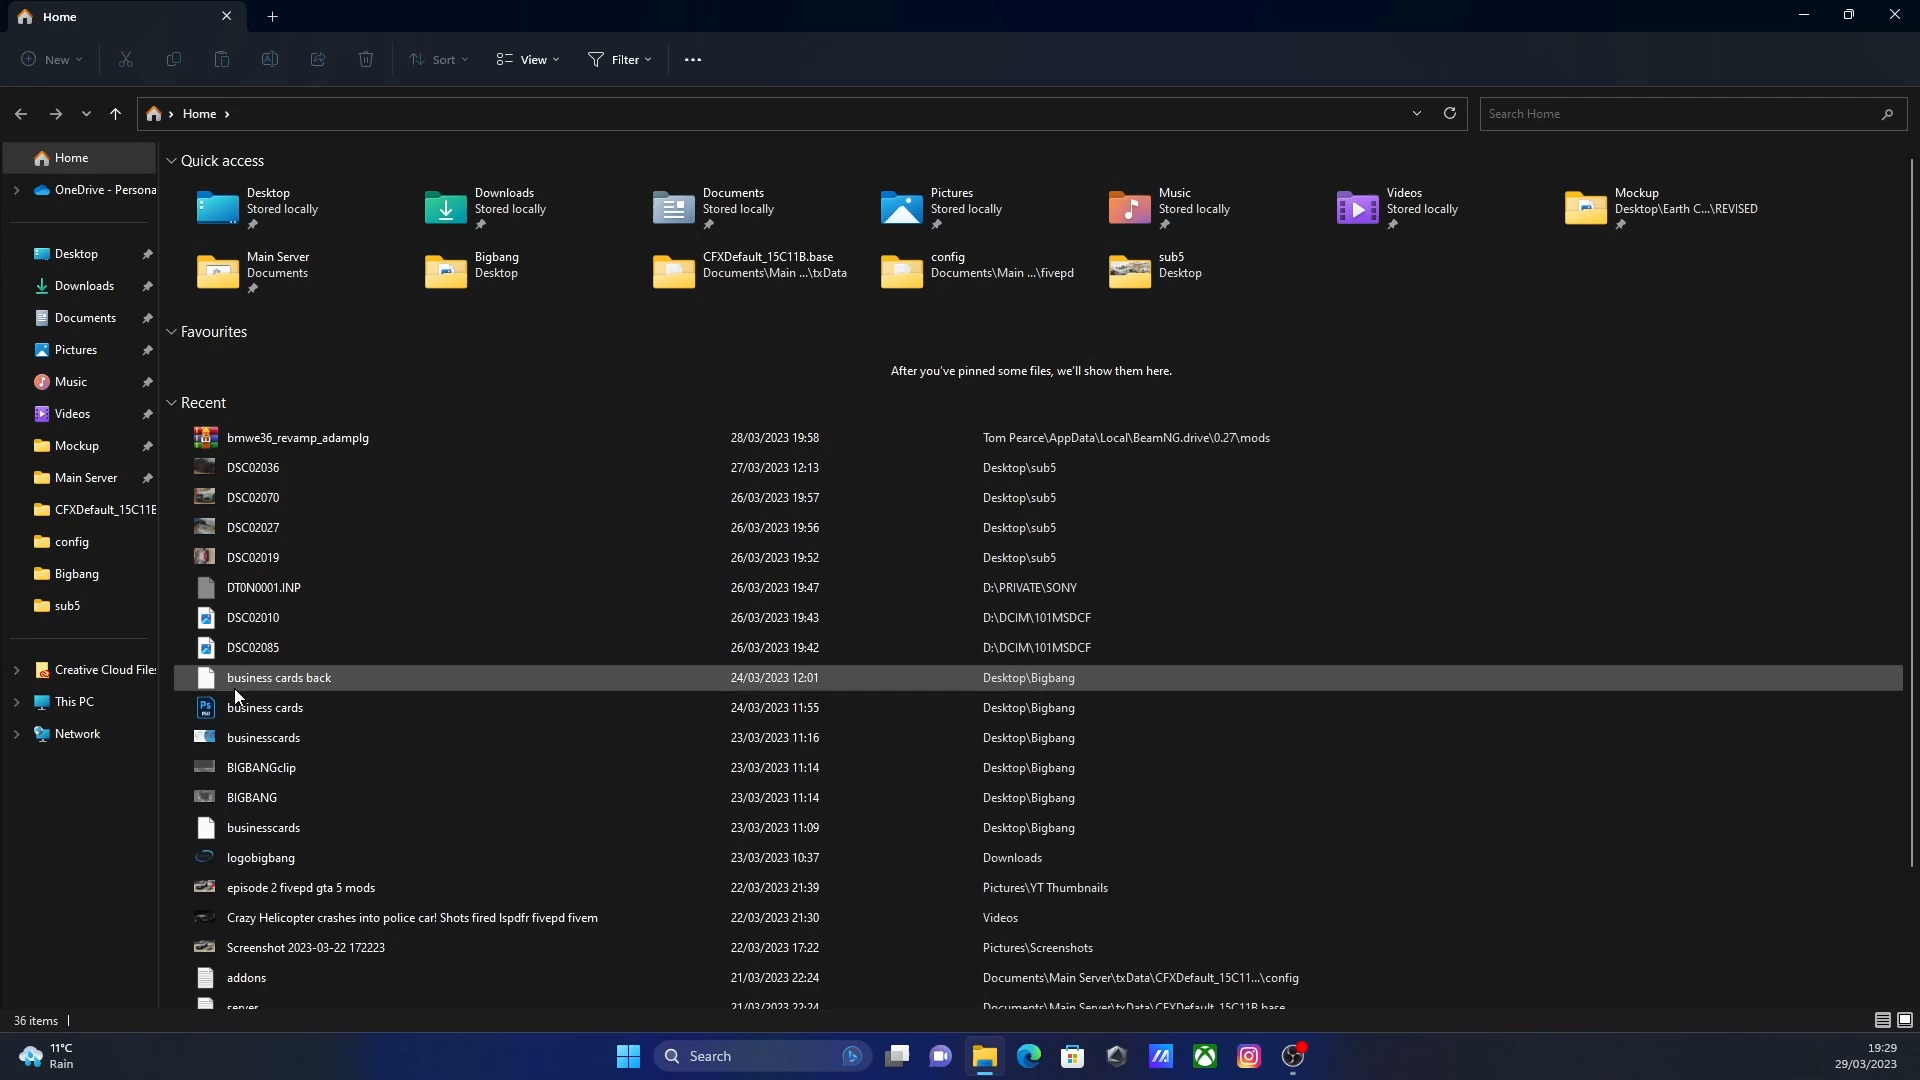 Home
New
Sort
View
Filter
Home
Search Home
Home
OneDrive - Persona
Desktop
Downloads
Documents
Pictures
Music
Videos
Mockup
Main Server
CFXDefault_15C11E
config
Bigbang
sub5
Creative Cloud Files
This PC
Network
Quick access
Desktop
Stored locally
Downloads
Stored locally
Documents
Stored locally
Pictures
Stored locally
Music
Stored locally
Videos
Stored locally
Mockup
Desktop\Earth C...\REVISED
Main Server
Documents
Bigbang
Desktop
CFXDefault_15C11B.base
Documents\Main ...\txData
config
Documents\Main ...\fivepd
sub5
Desktop
Favourites
After you've pinned some files, we'll show them here.
Recent
bmwe36_revamp_adamplg 28/03/2023 19:58 Tom Pearce\AppData\Local\BeamNG.drive\0.27\mods
DSC02036 27/03/2023 12:13 Desktop\sub5
DSC02070 26/03/2023 19:57 Desktop\sub5
DSC02027 26/03/2023 19:56 Desktop\sub5
DSC02019 26/03/2023 19:52 Desktop\sub5
DT0N0001.INP 26/03/2023 19:47 D:\PRIVATE\SONY
DSC02010 26/03/2023 19:43 D:\DCIM\101MSDCF
DSC02085 26/03/2023 19:42 D:\DCIM\101MSDCF
business cards back 24/03/2023 12:01 Desktop\Bigbang
business cards 24/03/2023 11:55 Desktop\Bigbang
businesscards 23/03/2023 11:16 Desktop\Bigbang
BIGBANGclip 23/03/2023 11:14 Desktop\Bigbang
BIGBANG 23/03/2023 11:14 Desktop\Bigbang
businesscards 23/03/2023 11:09 Desktop\Bigbang
logobigbang 23/03/2023 10:37 Downloads
episode 2 fivepd gta 5 mods 22/03/2023 21:39 Pictures\YT Thumbnails
Crazy Helicopter crashes into police car! Shots fired lspdfr fivepd fivem 22/03/2023 21:30 Videos
Screenshot 2023-03-22 172223 22/03/2023 17:22 Pictures\Screenshots
addons 21/03/2023 22:24 Documents\Main Server\txData\CFXDefault_15C11...\config
server 21/03/2023 22:24 Documents\Main Server\txData\CFXDefault_15C11B.base
36 items
11°C
Rain
Search
19:29
29/03/2023